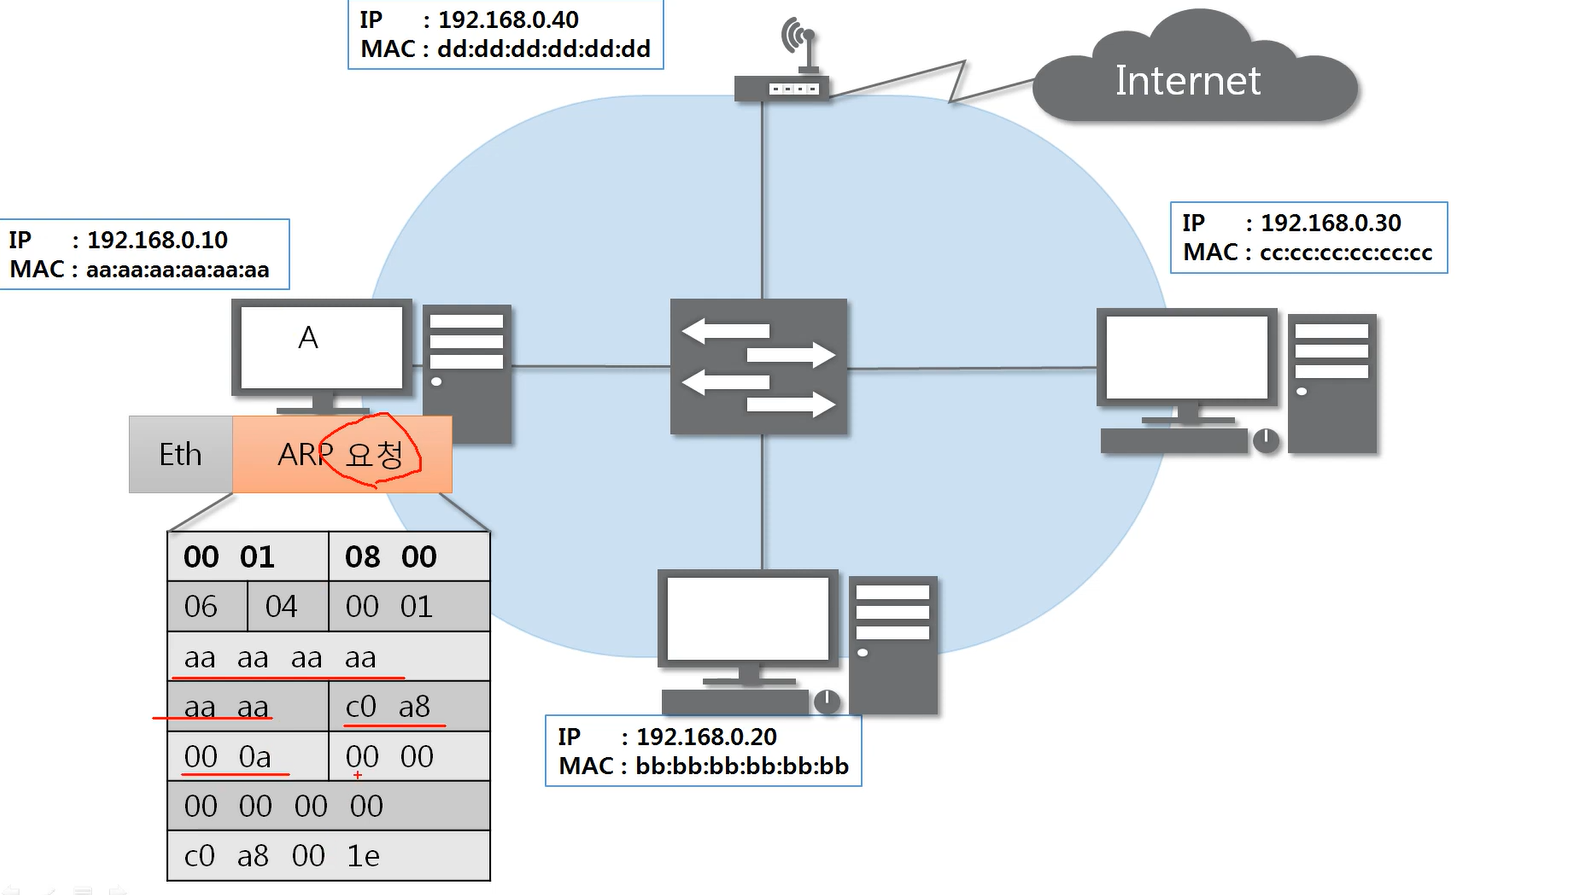 IP : 192.168.0.40
MAC : dd:dd:dd:dd:dd:dd
Internet
IP : 192.168.0.10
MAC : aa:aa:aa:aa:aa:aa
IP : 192.168.0.30
MAC : cc:cc:cc:cc:cc:cc
A
Eth ARP 요청
00 01 08 00
06 04 00 01
aa aa aa aa
aa aa c0 a8
00 0a 00 00
00 00 00 00
c0 a8 00 1e
IP : 192.168.0.20
MAC : bb:bb:bb:bb:bb:bb